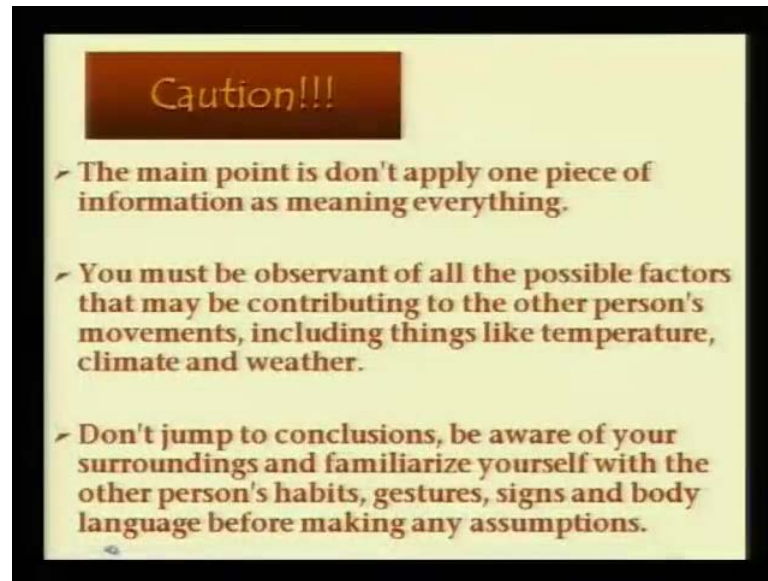 Caution!!!
The main point is don't apply one piece of
information as meaning everything.
You must be observant of all the possible factors
that may be contributing to the other person's
movements, including things like temperature,
climate and weather.
Don't jump to conclusions, be aware of your
surroundings and familiarize yourself with the
other person's habits, gestures, signs and body
language before making any assumptions.